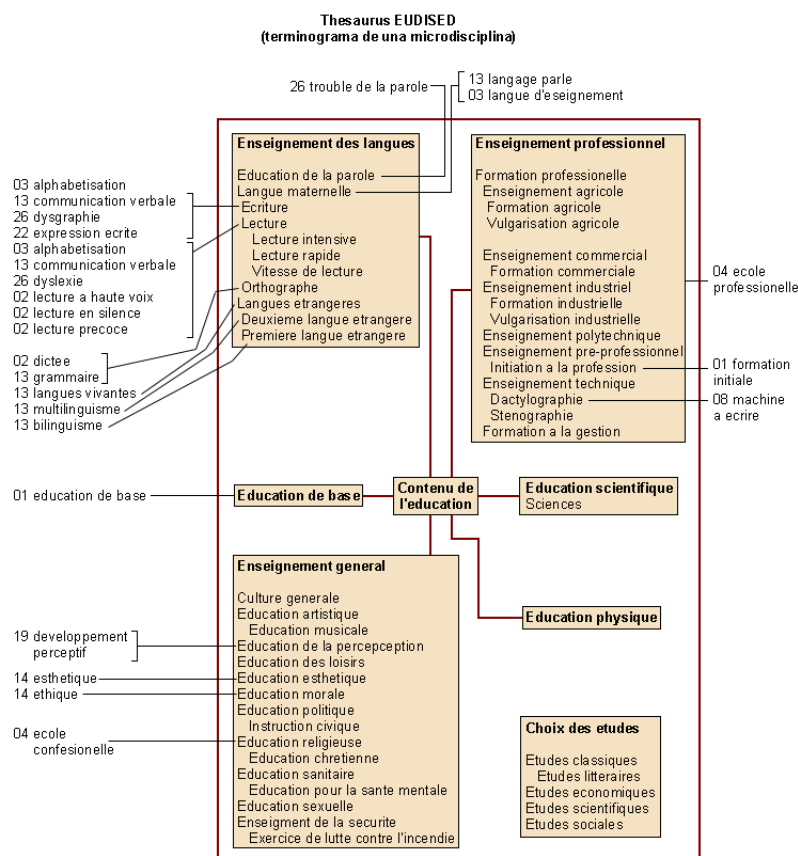 Thesaurus EUDISED
(terminograma de una microdisciplina)
26 trouble de la parole
13 langage parle
03 langue d'eseignement
03 alphabetisation
13 communication verbale
26 dysgraphie
22 expression ecrite
03 alphabetisation
13 communication verbale
26 dyslexie
02 lecture a haute voix
02 lecture en silence
02 lecture precoce
02 dictee
13 grammaire
13 langues vivantes
13 multilinguisme
13 bilinguisme
Enseignement des langues
Education de la parole
Langue maternelle
Ecriture
Lecture
Lecture intensive
Lecture rapide
Vitesse de lecture
Orthographe
Langues etrangeres
Deuxieme langue etrangere
Premiere langue etrangere
Enseignement professionnel
Formation professionelle
Enseignement agricole
Formation agricole
Vulgarisation agricole
Enseignement commercial
Formation commerciale
Enseignement industriel
Formation industrielle
Vulgarisation industrielle
Enseignement polytechnique
Enseignement pre-professionnel
Initiation a la profession
Enseignement technique
Dactylographie
Stenographie
Formation a la gestion
04 ecole
professionelle
01 formation
initiale
08 machine
a ecrire
01 education de base
Education de base
Contenu de
l'education
Education scientifique
Sciences
Enseignement general
Culture generale
Education artistique
Education musicale
Education de la percepception
Education des loisirs
Education esthetique
Education morale
Education politique
Instruction civique
Education religieuse
Education chretienne
Education sanitaire
Education pour la sante mentale
Education sexuelle
Enseigment de la securite
Exercice de lutte contre l'incendie
19 developpement
perceptif
14 esthetique
14 ethique
04 ecole
confesionelle
Education physique
Choix des etudes
Etudes classiques
Etudes litteraires
Etudes economiques
Etudes scientifiques
Etudes sociales